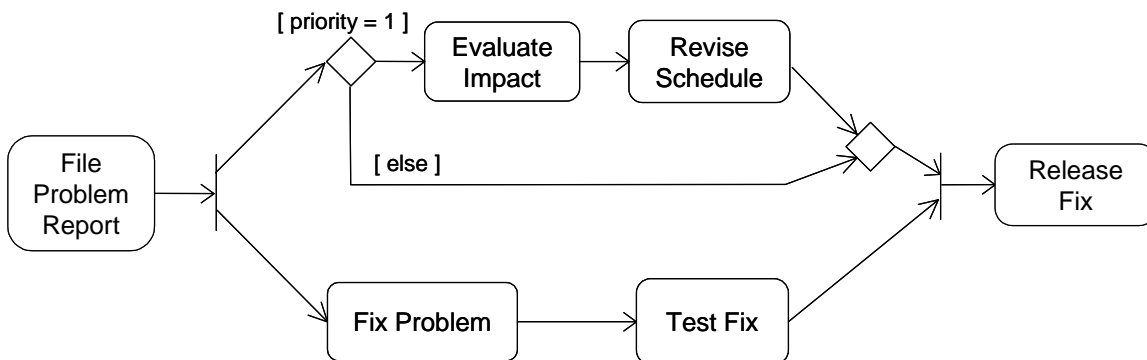 [ priority = 1 ]
Evaluate
Impact
Revise
Schedule
File
Problem
Report
[ else ]
Release
Fix
Fix Problem
Test Fix